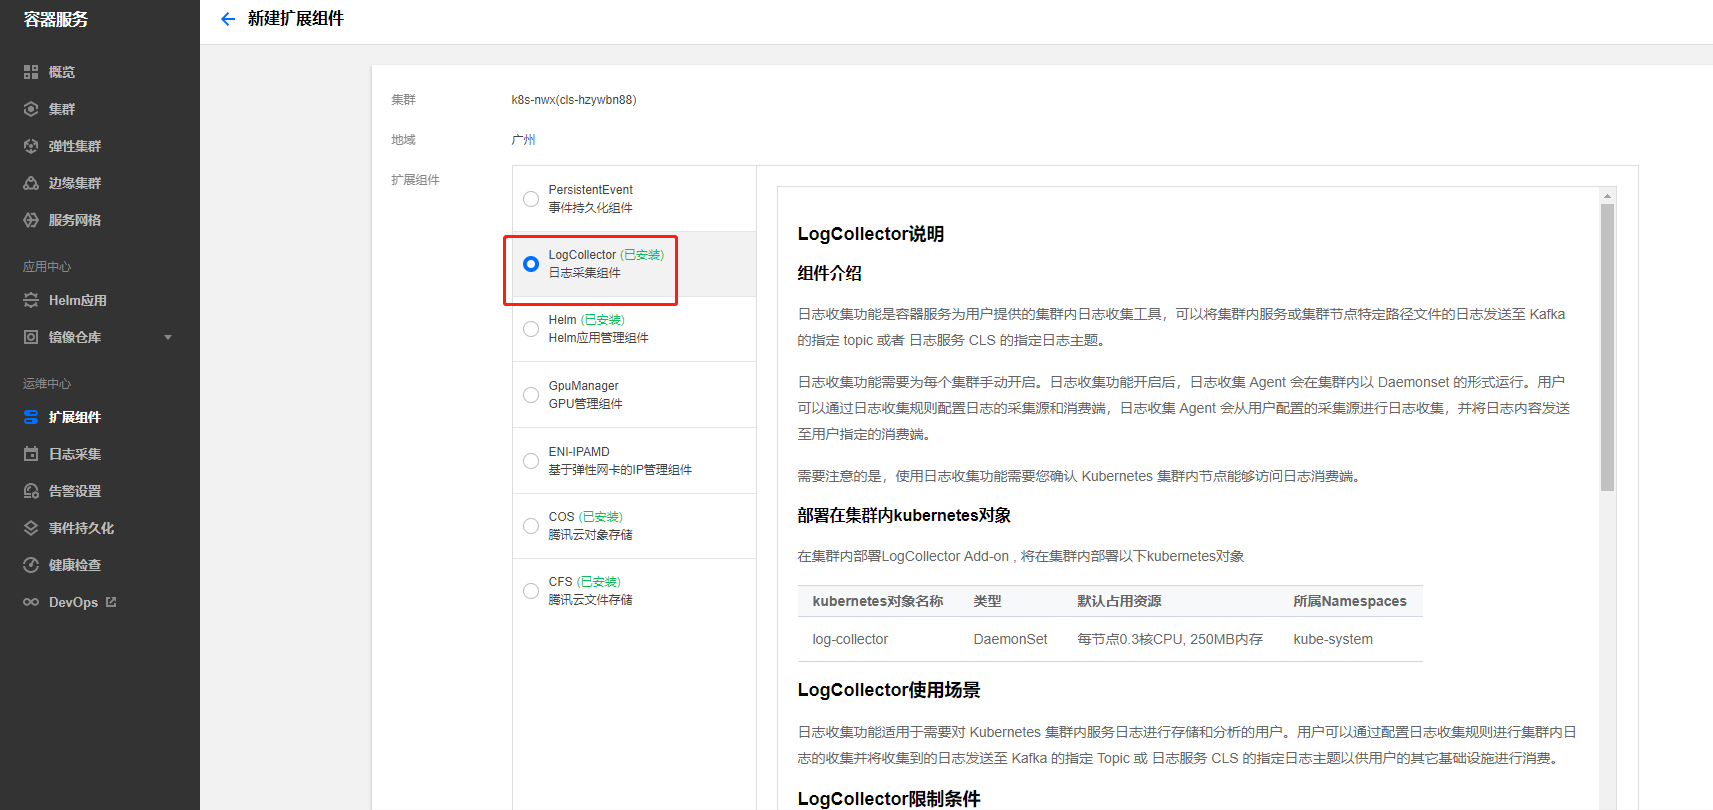 容器服务
新建扩展组件
概览
集群
弹性集群
边缘集群
服务网格
应用中心
Helm应用
镜像仓库
运维中心
扩展组件
日志采集
告警设置
事件持久化
健康检查
DevOps
集群
k8s-nwx(cls-hzywbn88)
地域
广州
扩展组件
PersistentEvent
事件持久化组件
LogCollector (已安装)
日志采集组件
Helm (已安装)
Helm应用管理组件
GpuManager
GPU管理组件
ENI-IPAMD
基于弹性网卡的IP管理组件
COS (已安装)
腾讯云对象存储
CFS (已安装)
腾讯云文件存储
LogCollector说明
组件介绍
日志收集功能是容器服务为用户提供的集群内日志收集工具，可以将集群内服务或集群节点特定路径文件的日志发送至 Kafka
的指定 topic 或者 日志服务 CLS 的指定日志主题。
日志收集功能需要为每个集群手动开启。日志收集功能开启后，日志收集 Agent 会在集群内以 Daemonset 的形式运行。用户
可以通过日志收集规则配置日志的采集源和消费端，日志收集 Agent 会从用户配置的采集源进行日志收集，并将日志内容发送
至用户指定的消费端。
需要注意的是，使用日志收集功能需要您确认 Kubernetes 集群内节点能够访问日志消费端。
部署在集群内kubernetes对象
在集群内部署LogCollector Add-on , 将在集群内部署以下kubernetes对象
kubernetes对象名称 类型 默认占用资源 所属Namespaces
log-collector DaemonSet 每节点0.3核CPU, 250MB内存 kube-system
LogCollector使用场景
日志收集功能适用于需要对 Kubernetes 集群内服务日志进行存储和分析的用户。用户可以通过配置日志收集规则进行集群内日
志的收集并将收集到的日志发送至 Kafka 的指定 Topic 或 日志服务 CLS 的指定日志主题以供用户的其它基础设施进行消费。
LogCollector限制条件